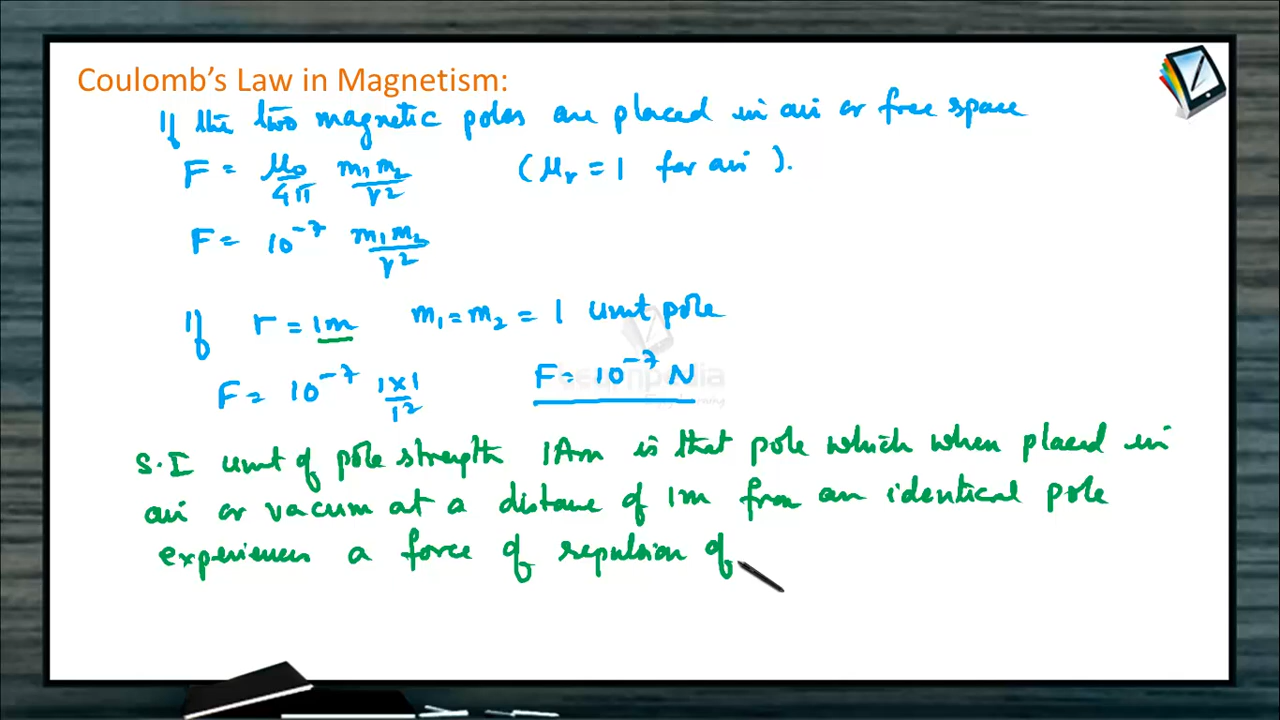 Coulomb's Law in Magnetism:
If the two magnetic poles are placed in air or free space
F = μ₀/4π m₁m₂/r² (μᵣ = 1 for air).
F = 10⁻⁷ m₁m₂/r²
If r = 1m m₁ = m₂ = 1 unit pole
F = 10⁻⁷ 1×1/1² F = 10⁻⁷ N
S.I unit of pole strength 1Am is that pole which when placed in
air or vacuum at a distance of 1m from an identical pole
experiences a force of repulsion of